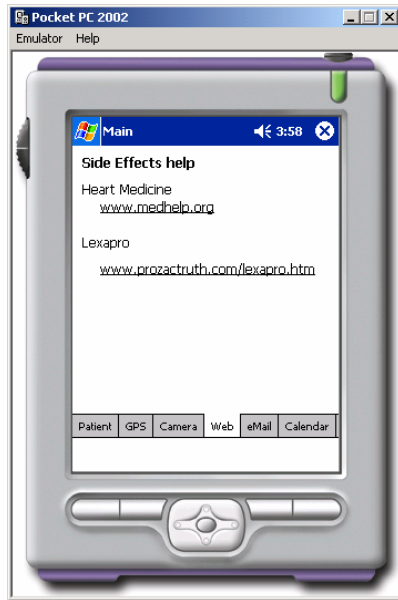 Pocket PC 2002
Emulator Help
Main 3:58
Side Effects help
Heart Medicine
www.medhelp.org
Lexapro
www.prozactruth.com/lexapro.htm
Patient GPS Camera Web eMail Calendar